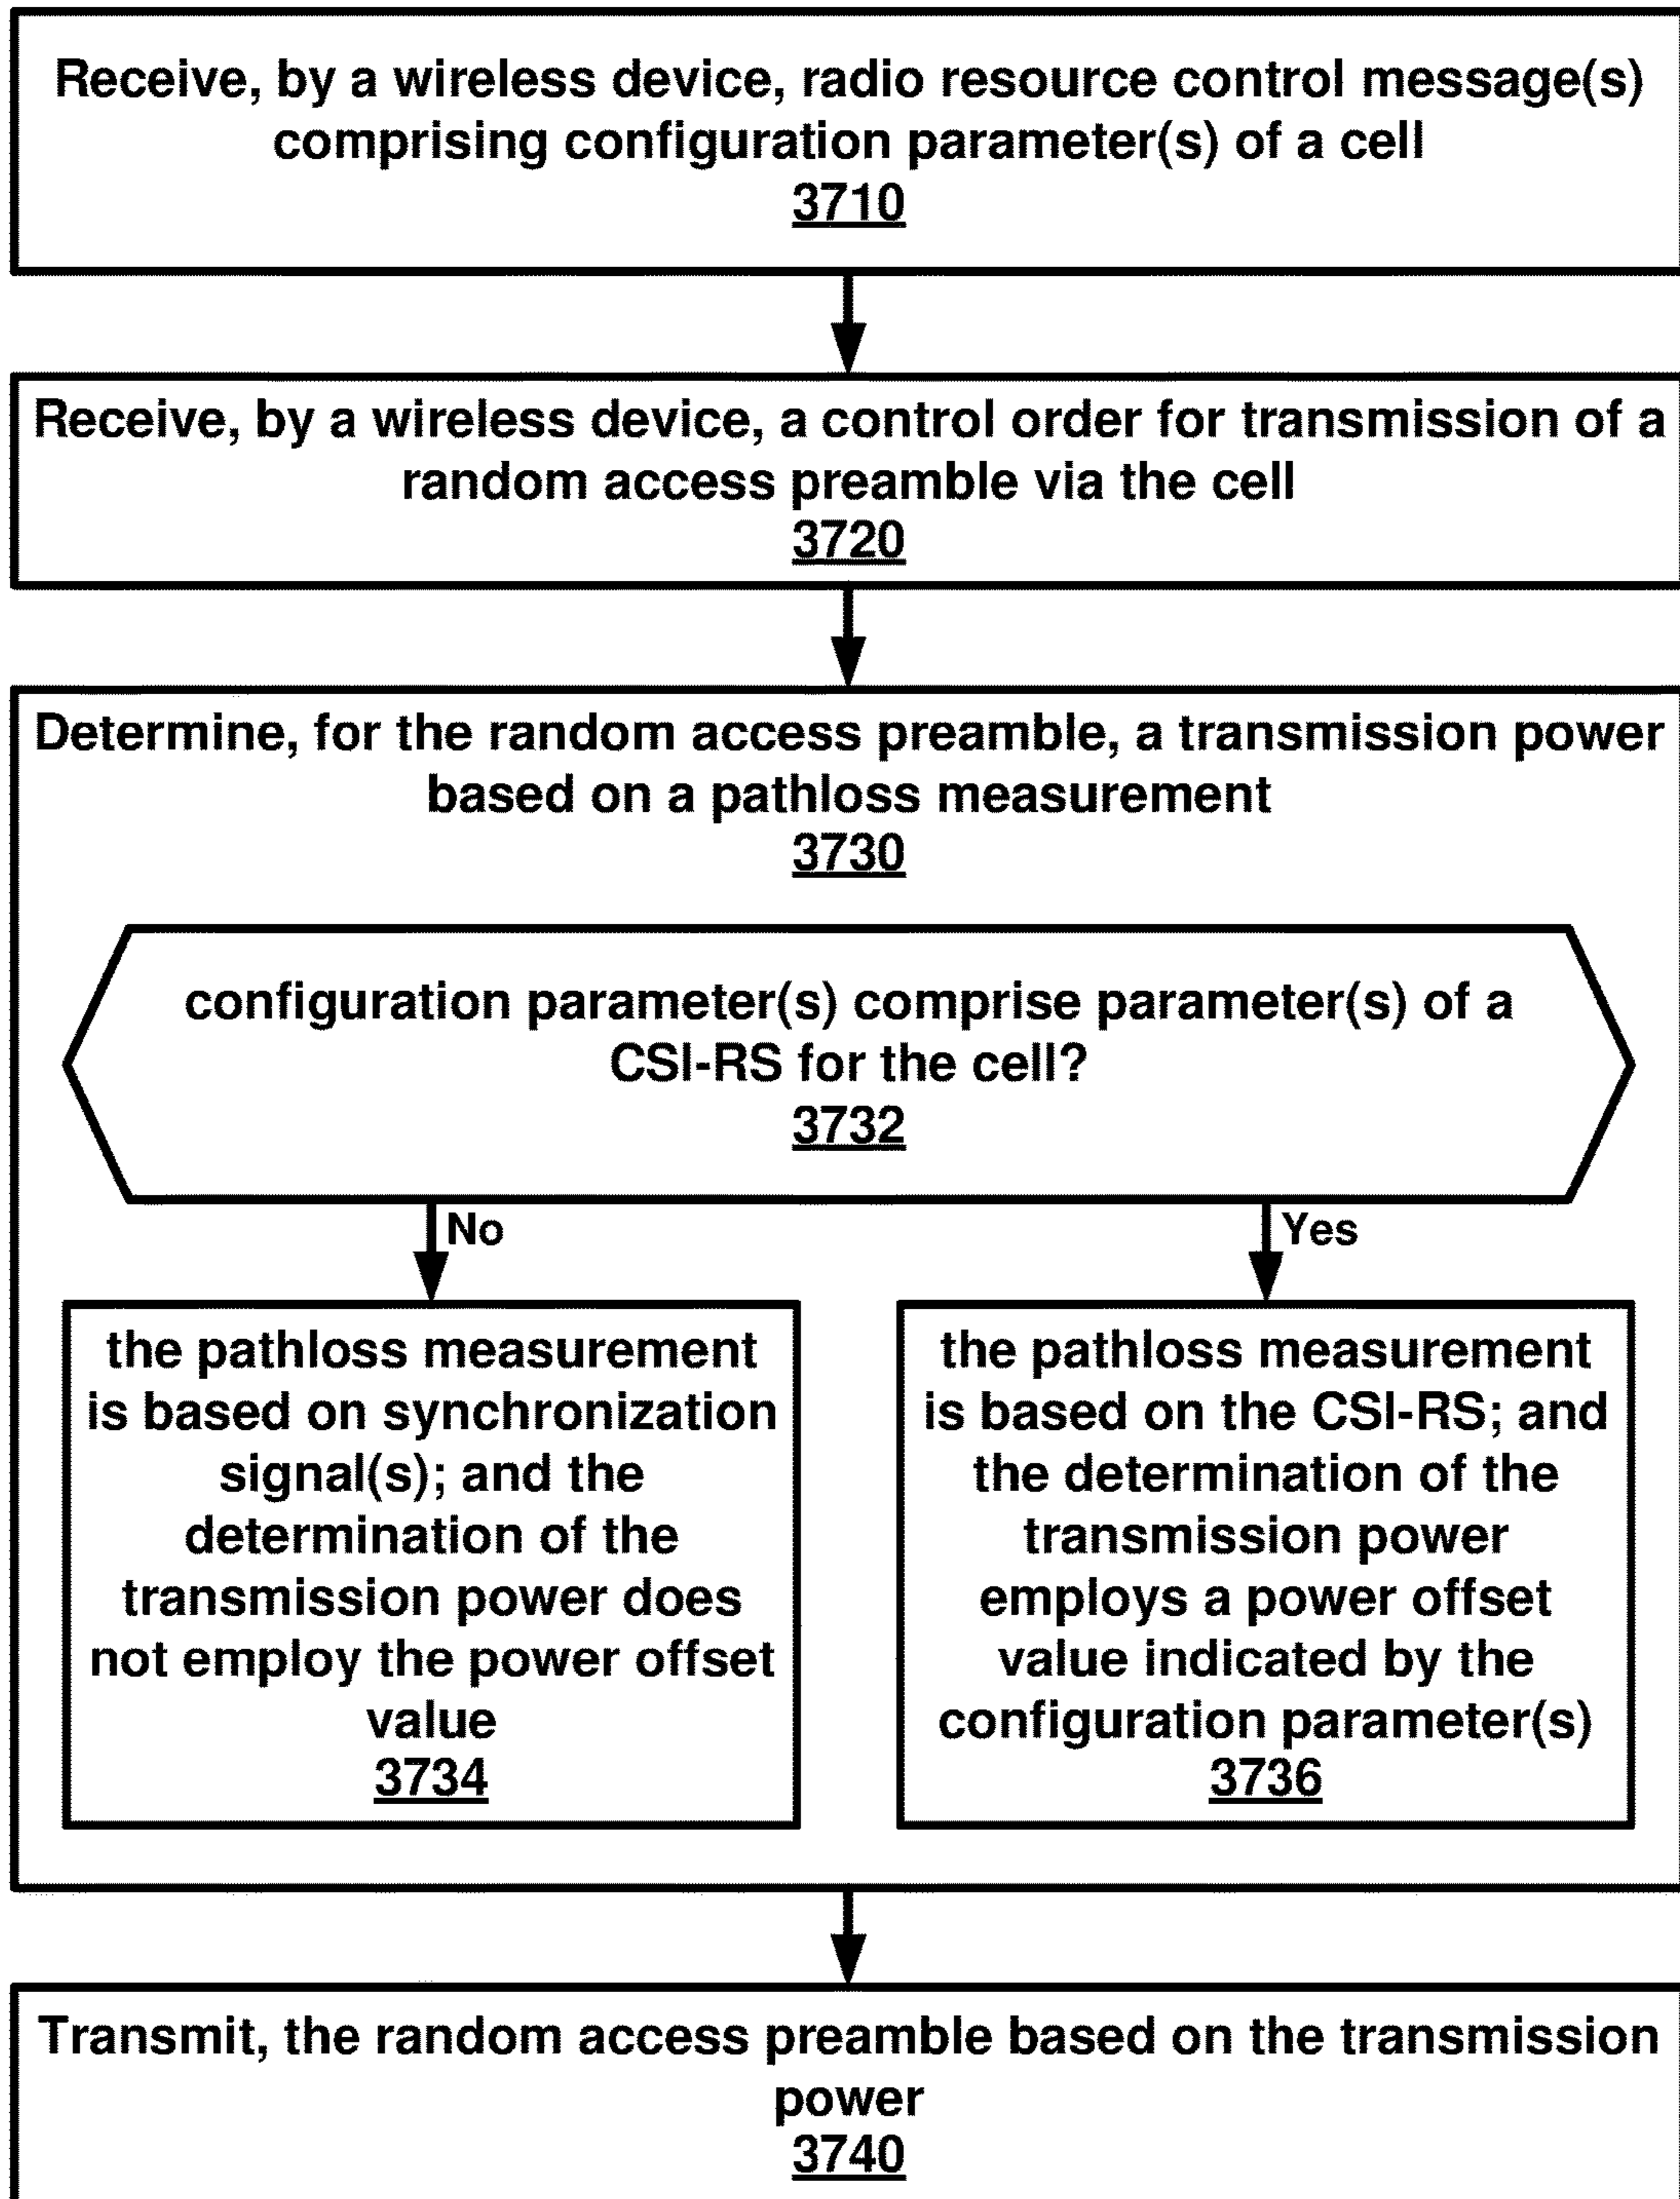 Receive, by a wireless device, radio resource control message(s)
comprising configuration parameter(s) of a cell
3710
Receive, by a wireless device, a control order for transmission of a
random access preamble via the cell
3720
Determine, for the random access preamble, a transmission power
based on a pathloss measurement
3730
configuration parameter(s) comprise parameter(s) of a
CSI-RS for the cell?
3732
No
Yes
the pathloss measurement
is based on synchronization
signal(s); and the
determination of the
transmission power does
not employ the power offset
value
3734
the pathloss measurement
is based on the CSI-RS; and
the determination of the
transmission power
employs a power offset
value indicated by the
configuration parameter(s)
3736
Transmit, the random access preamble based on the transmission
power
3740